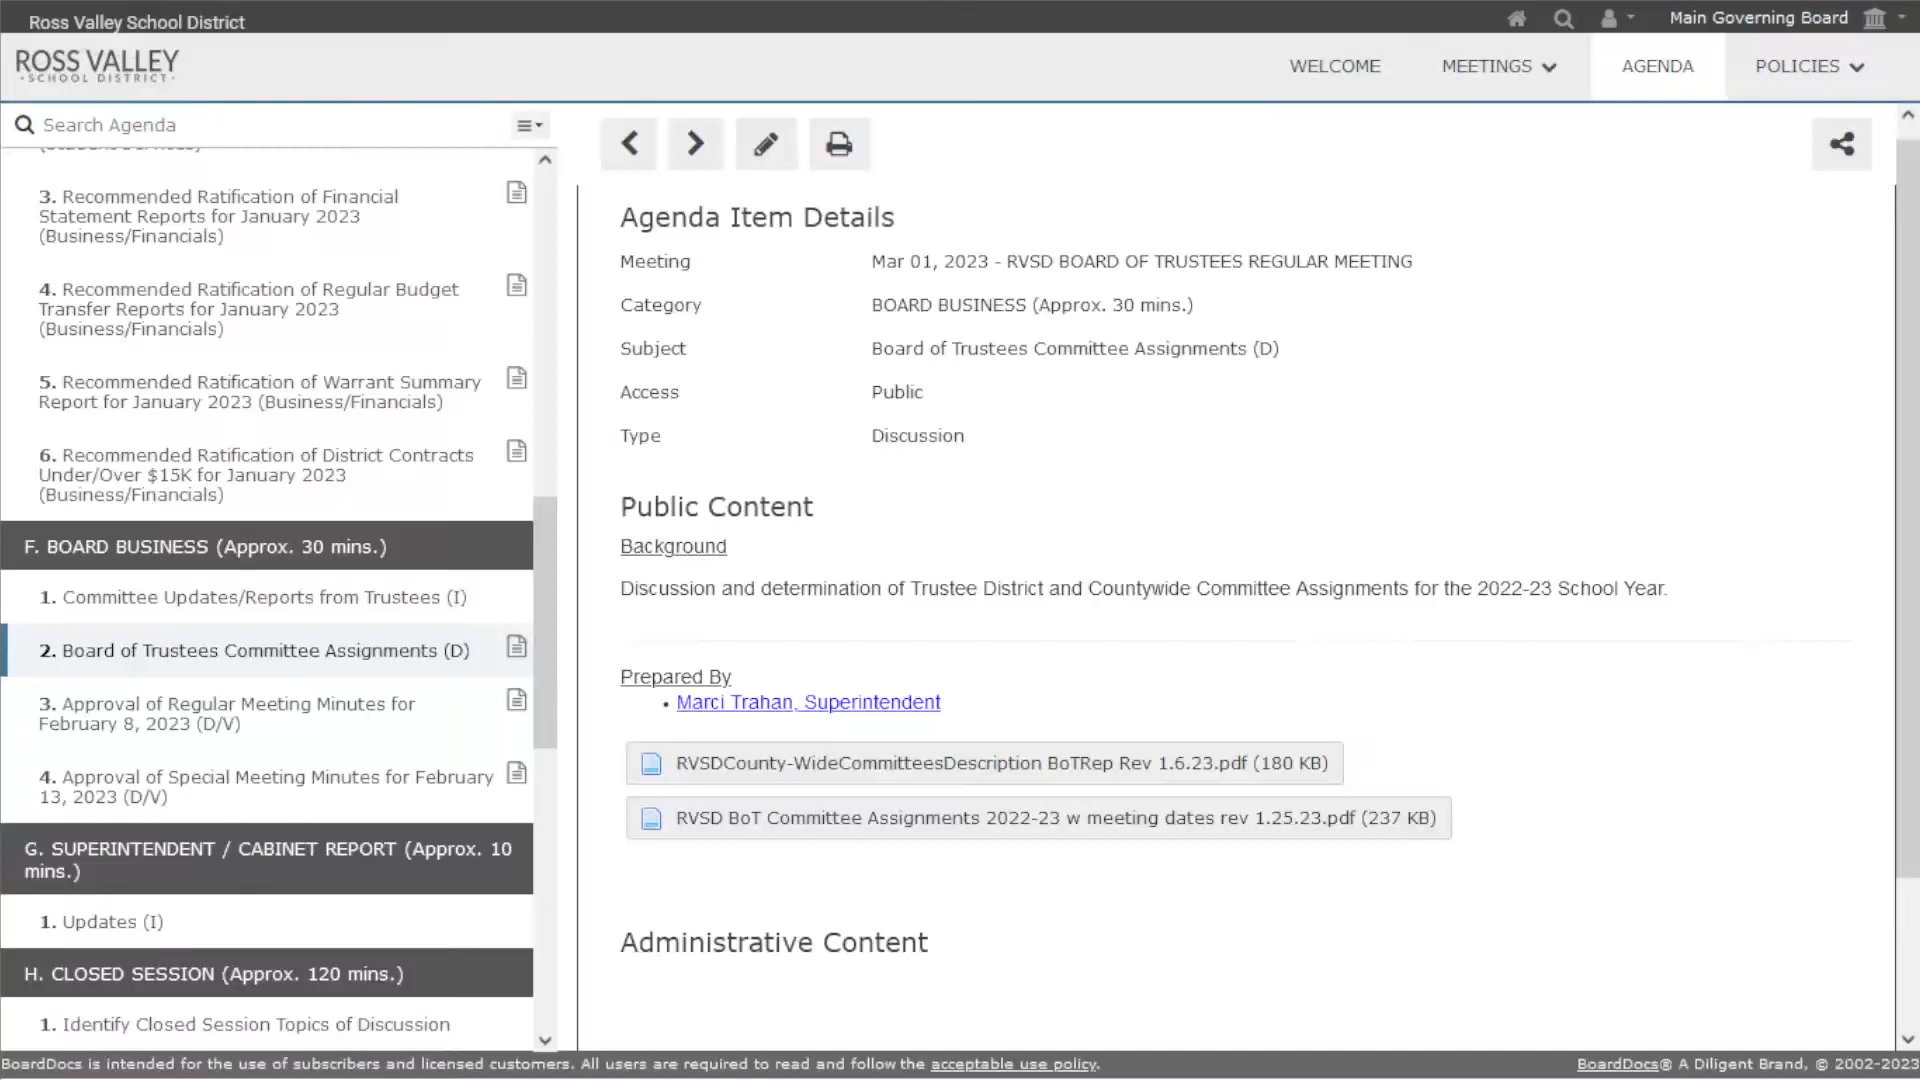 Ross Valley School District
Main Governing Board
ROSS VALLEY
·SCHOOL DISTRICT·
WELCOME
MEETINGS
AGENDA
POLICIES
Search Agenda
3. Recommended Ratification of Financial
Statement Reports for January 2023
(Business/Financials)
4. Recommended Ratification of Regular Budget
Transfer Reports for January 2023
(Business/Financials)
5. Recommended Ratification of Warrant Summary
Report for January 2023 (Business/Financials)
6. Recommended Ratification of District Contracts
Under/Over $15K for January 2023
(Business/Financials)
F. BOARD BUSINESS (Approx. 30 mins.)
1. Committee Updates/Reports from Trustees (I)
2. Board of Trustees Committee Assignments (D)
3. Approval of Regular Meeting Minutes for
February 8, 2023 (D/V)
4. Approval of Special Meeting Minutes for February
13, 2023 (D/V)
G. SUPERINTENDENT / CABINET REPORT (Approx. 10
mins.)
1. Updates (I)
H. CLOSED SESSION (Approx. 120 mins.)
1. Identify Closed Session Topics of Discussion
Agenda Item Details
Meeting Mar 01, 2023 - RVSD BOARD OF TRUSTEES REGULAR MEETING
Category BOARD BUSINESS (Approx. 30 mins.)
Subject Board of Trustees Committee Assignments (D)
Access Public
Type Discussion
Public Content
Background
Discussion and determination of Trustee District and Countywide Committee Assignments for the 2022-23 School Year.
Prepared By
• Marci Trahan, Superintendent
RVSDCounty-WideCommitteesDescription BoTRep Rev 1.6.23.pdf (180 KB)
RVSD BoT Committee Assignments 2022-23 w meeting dates rev 1.25.23.pdf (237 KB)
Administrative Content
BoardDocs is intended for the use of subscribers and licensed customers. All users are required to read and follow the acceptable use policy.
BoardDocs® A Diligent Brand, © 2002-2023